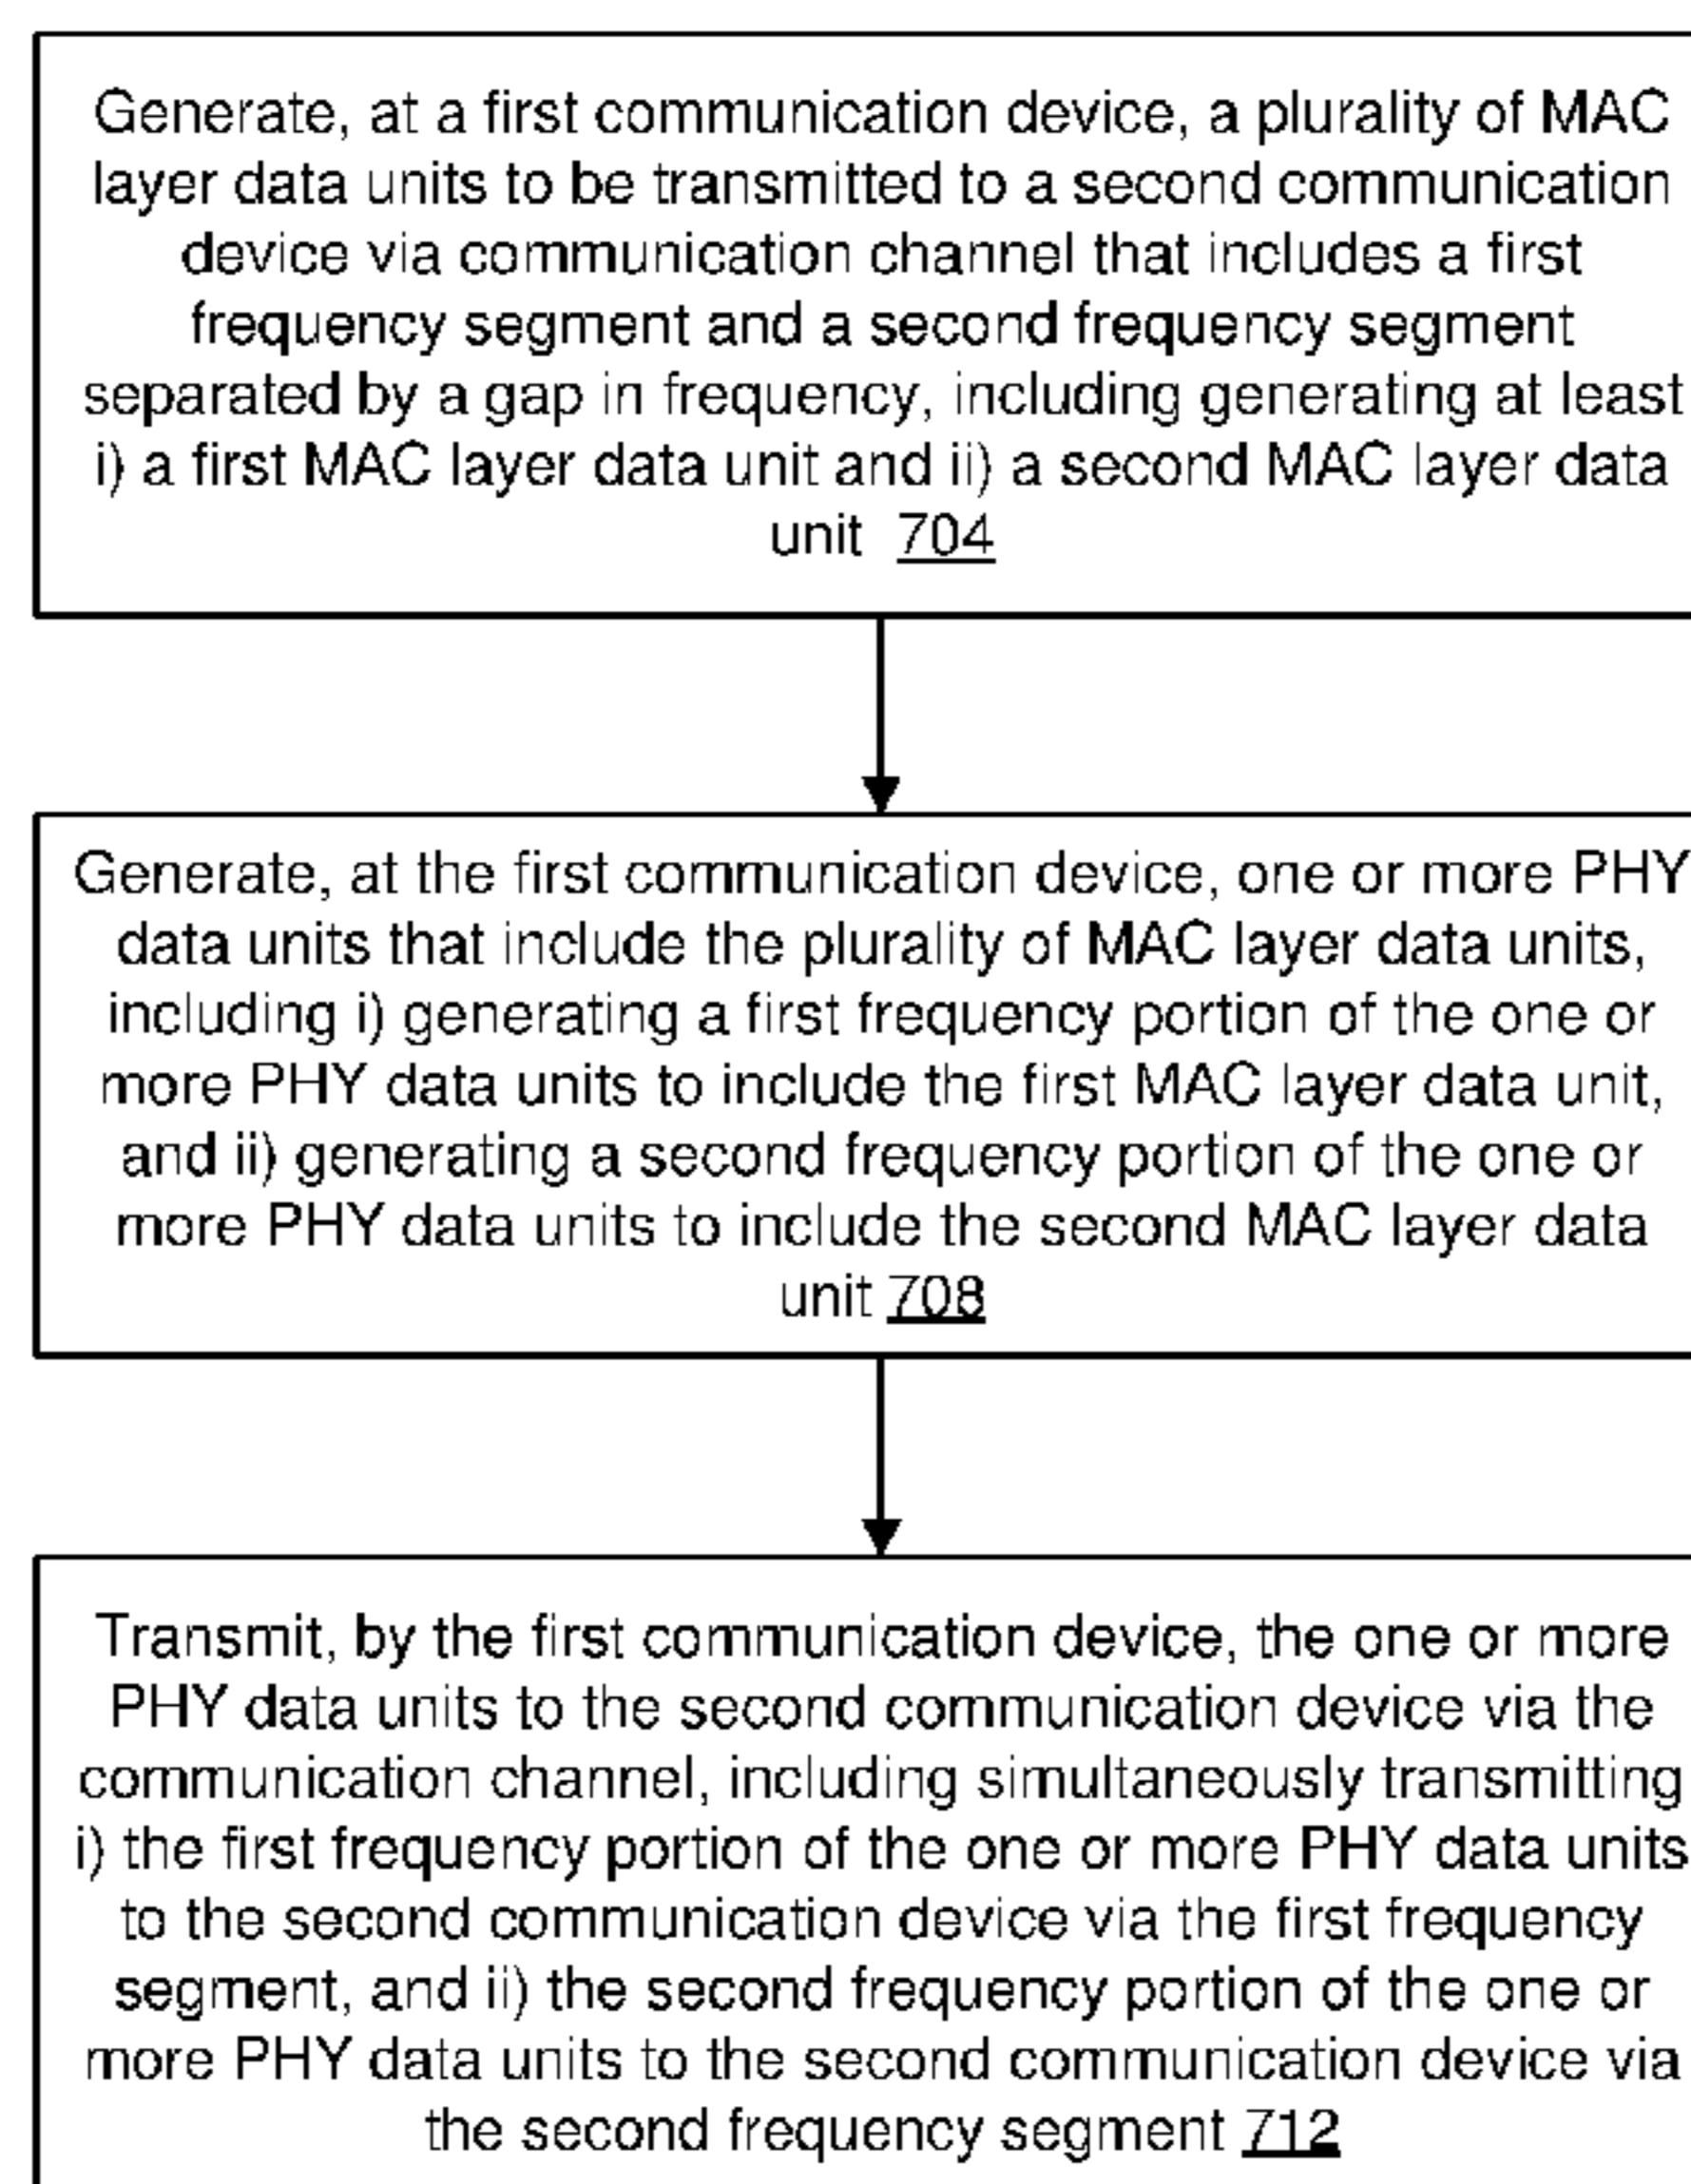 Generate, at a first communication device, a plurality of MAC
layer data units to be transmitted to a second communication
device via communication channel that includes a first
frequency segment and a second frequency segment
separated by a gap in frequency, including generating at least
i) a first MAC layer data unit and ii) a second MAC layer data
unit 704
Generate, at the first communication device, one or more PHY
data units that include the plurality of MAC layer data units,
including i) generating a first frequency portion of the one or
more PHY data units to include the first MAC layer data unit,
and ii) generating a second frequency portion of the one or
more PHY data units to include the second MAC layer data
unit 708
Transmit, by the first communication device, the one or more
PHY data units to the second communication device via the
communication channel, including simultaneously transmitting
i) the first frequency portion of the one or more PHY data units
to the second communication device via the first frequency
segment, and ii) the second frequency portion of the one or
more PHY data units to the second communication device via
the second frequency segment 712